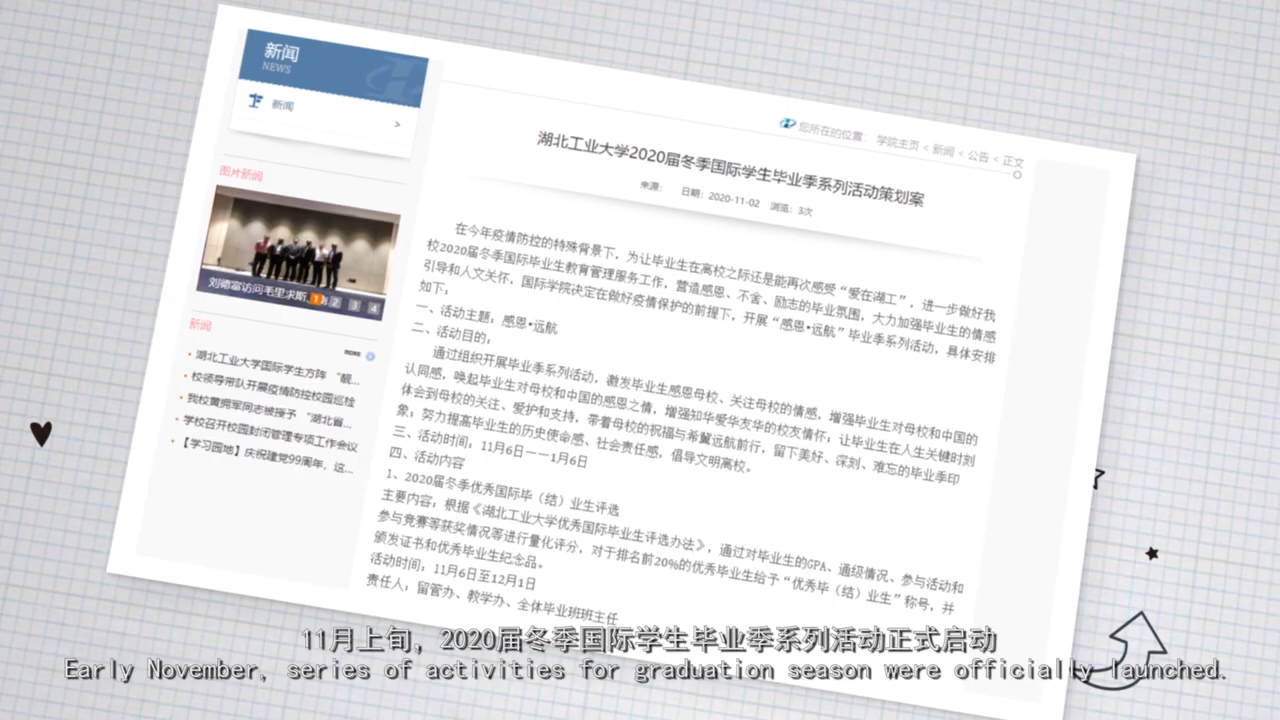 新闻
NEWS
新闻
>
图片新闻
刘德富访问毛里求斯
1 2 3 4
新闻
more
湖北工业大学国际学生方阵 “靓...
校领导带队开展疫情防控校园巡检
我校黄拥军同志被授予 “湖北省...
学校召开校园封闭管理专项工作会议
【学习园地】庆祝建党99周年，这...
您所在的位置： 学院主页 < 新闻 < 公告 < 正文
湖北工业大学2020届冬季国际学生毕业季系列活动策划案
来源： 日期：2020-11-02 浏览：3次
在今年疫情防控的特殊背景下，为让毕业生在离校之际还是能再次感受“爱在湖工”，进一步做好我
校2020届冬季国际毕业生教育管理服务工作，营造感恩、不舍、励志的毕业氛围，大力加强毕业生的情感
引导和人文关怀，国际学院决定在做好疫情保护的前提下，开展“感恩•远航”毕业季系列活动，具体安排
如下，
一、活动主题：感恩•远航
二、活动目的：
通过组织开展毕业季系列活动，激发毕业生感恩母校、关注母校的情感，增强毕业生对母校和中国的
认同感，唤起毕业生对母校和中国的感恩之情，增强知华爱华友华的校友情怀；让毕业生在人生关键时刻
体会到母校的关注、爱护和支持，带着母校的祝福与希冀远航前行，留下美好、深刻、难忘的毕业季印
象；努力提高毕业生的历史使命感、社会责任感，倡导文明离校。
三、活动时间：11月6日——1月6日
四、活动内容
1、2020届冬季优秀国际毕（结）业生评选
主要内容：根据《湖北工业大学优秀国际毕业生评选办法》，通过对毕业生的GPA、通级情况、参与活动和
参与竞赛等获奖情况等进行量化评分，对于排名前20%的优秀毕业生给予“优秀毕（结）业生”称号，并
颁发证书和优秀毕业生纪念品。
活动时间：11月6日至12月1日
责任人：留管办、教学办、全体毕业班班主任
11月上旬，2020届冬季国际学生毕业季系列活动正式启动
Early November, series of activities for graduation season were officially launched.